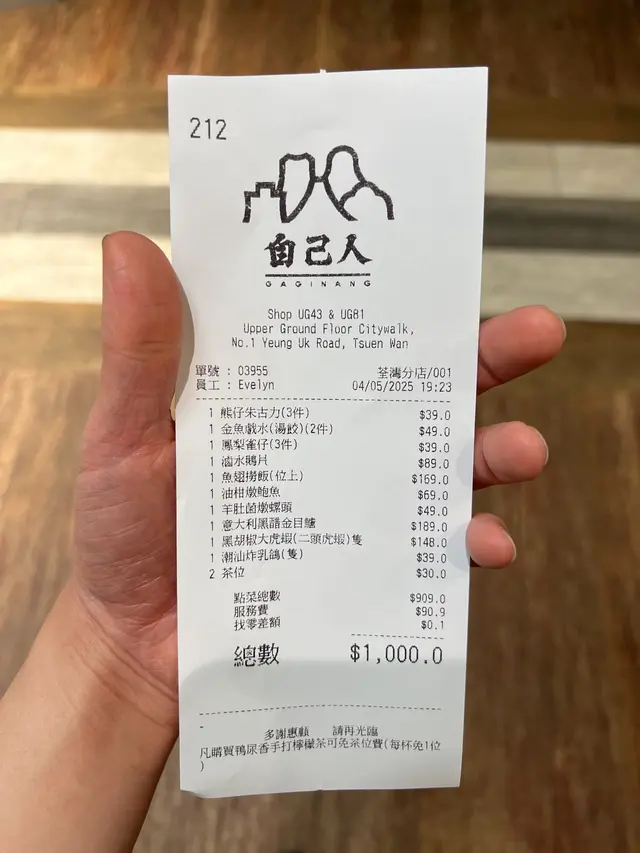 212
自己人
GAGINANG
Shop UG43 & UG81
Upper Ground Floor Citywalk,
No.1 Yeung Uk Road, Tsuen Wan
單號 : 03955 荃灣分店/001
員工 : Evelyn 04/05/2025 19:23
1 熊仔朱古力(3件) $39.0
1 金魚戲水(湯餃)(2件) $49.0
1 鳳梨雀仔(3件) $39.0
1 滷水鵝片 $89.0
1 魚翅撈飯(位上) $169.0
1 油柑燉鮑魚 $69.0
1 羊肚菌燉螺頭 $49.0
1 意大利黑醋金目鱸 $189.0
1 黑胡椒大虎蝦(二頭虎蝦)隻 $148.0
1 潮汕炸乳鴿(隻) $39.0
2 茶位 $30.0
點菜總數 $909.0
服務費 $90.9
找零差額 $0.1
總數 $1,000.0
多謝惠顧 請再光臨
凡購買鴨屎香手打檸檬茶可免茶位費(每杯免1位
)